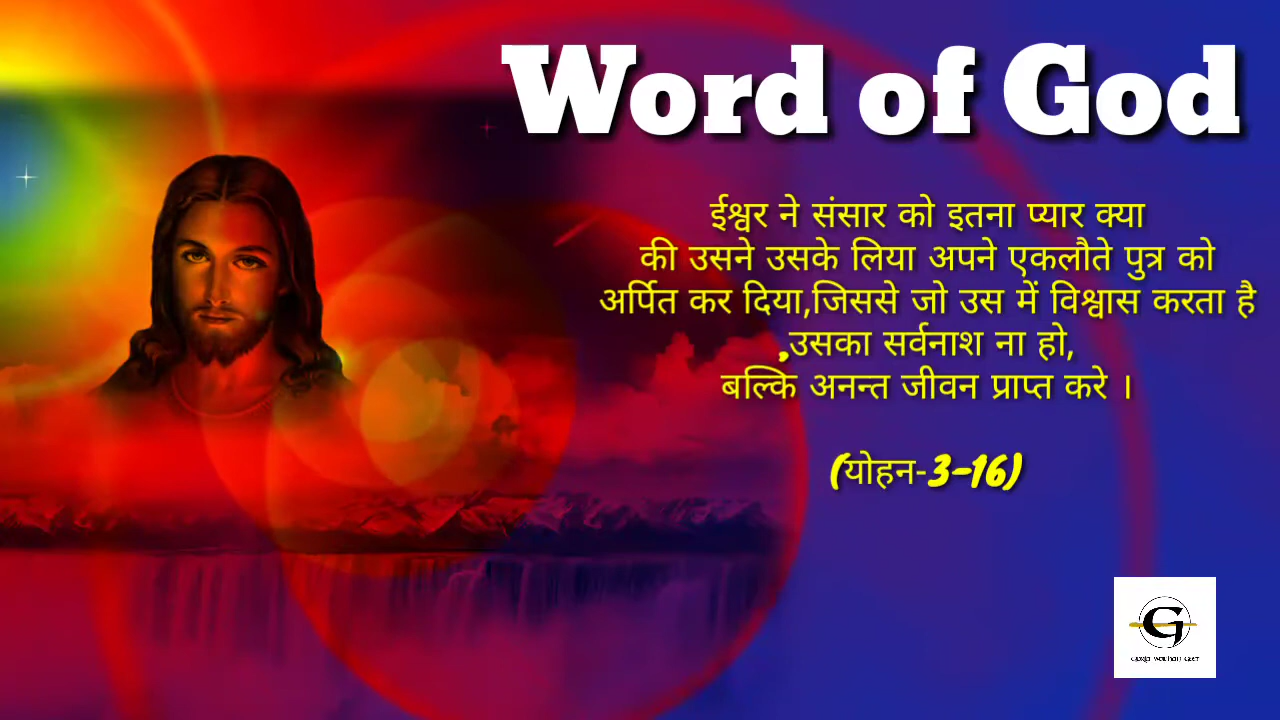 Word of God
ईश्वर ने संसार को इतना प्यार क्या
की उसने उसके लिया अपने एकलौते पुत्र को
अर्पित कर दिया,जिससे जो उस में विश्वास करता है
,उसका सर्वनाश ना हो,
बल्कि अनन्त जीवन प्राप्त करे ।
(योहन-3-16)
G